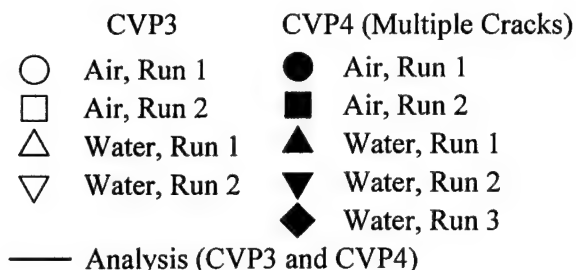 CVP3 CVP4 (Multiple Cracks)
Air, Run 1 Air, Run 1
Air, Run 2 Air, Run 2
Water, Run 1 Water, Run 1
Water, Run 2 Water, Run 2
Water, Run 3
Analysis (CVP3 and CVP4)